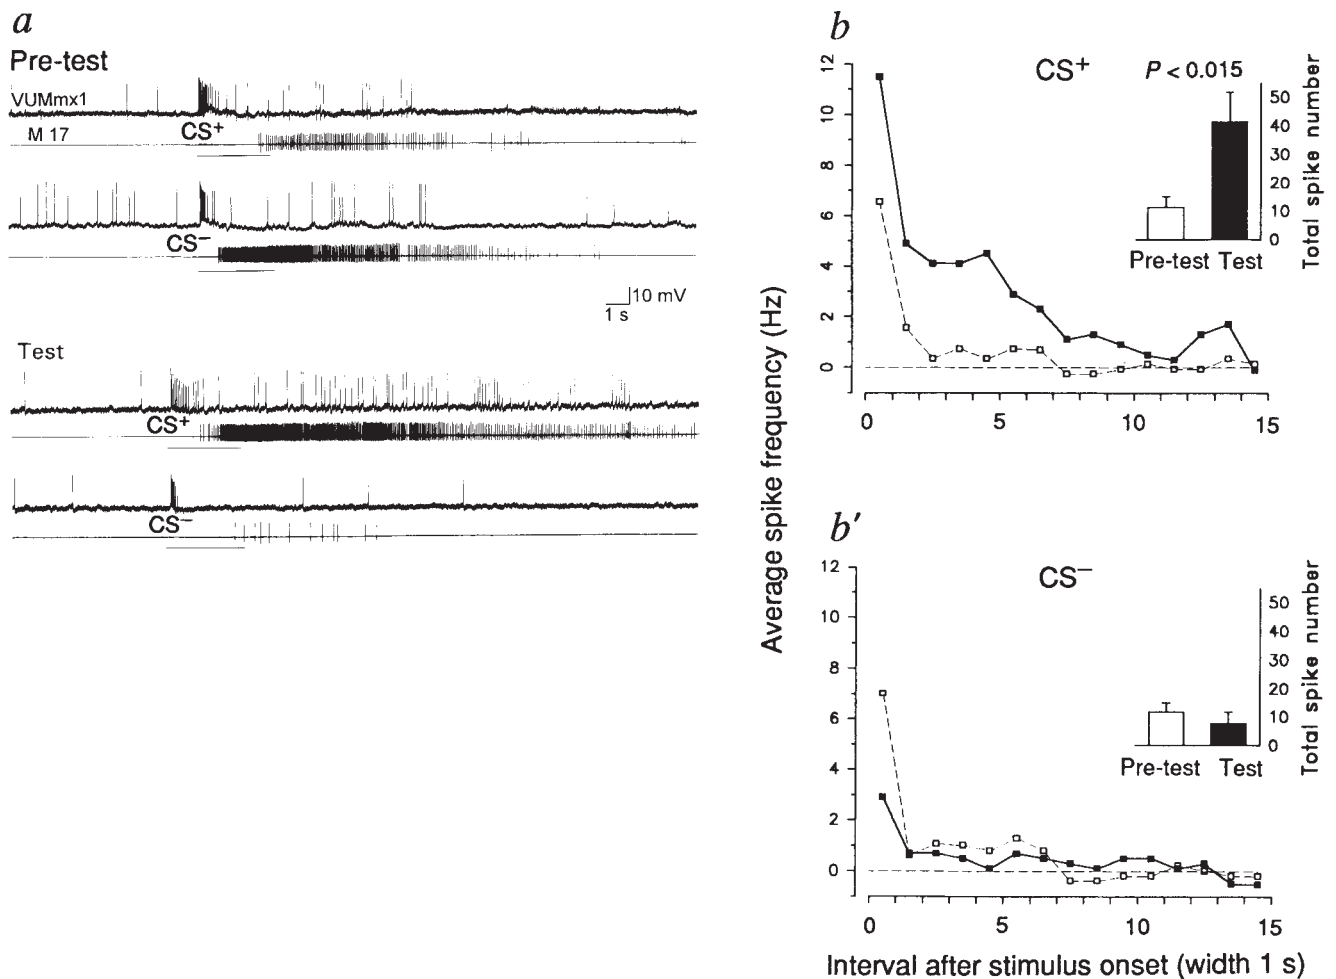 a
Pre-test
VUMmx1
CS+
M 17
CS−
10 mV
1 s
Test
CS+
CS−
b
CS+
P < 0.015
12
10
8
6
4
2
0
0 5 10 15
50
40
30
20
10
0
Total spike number
Pre-test Test
Average spike frequency (Hz)
b′
CS−
12
10
8
6
4
2
0
0 5 10 15
50
40
30
20
10
0
Total spike number
Pre-test Test
Interval after stimulus onset (width 1 s)